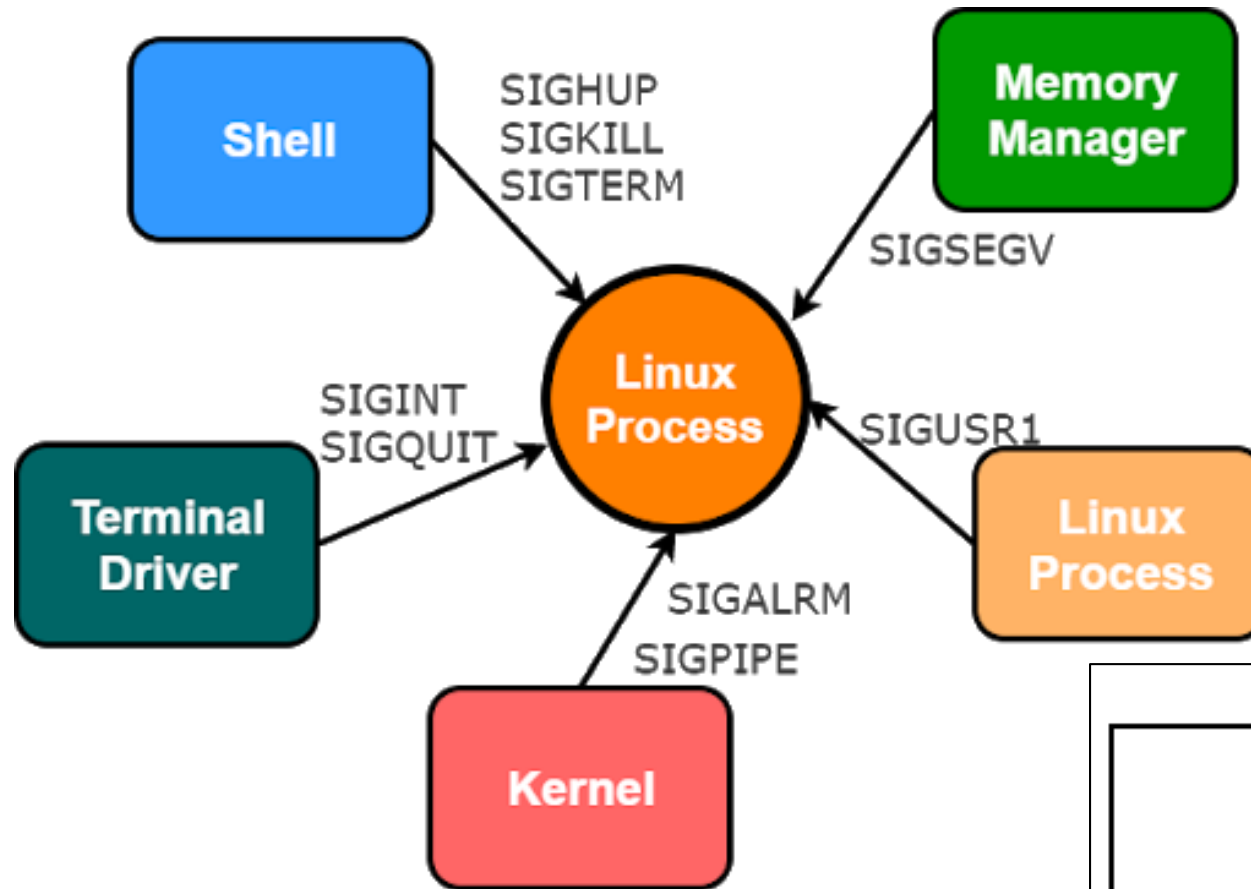 Shell
SIGHUP
SIGKILL
SIGTERM
Memory
Manager
SIGSEGV
Linux
Process
SIGINT
SIGQUIT
Terminal
Driver
SIGUSR1
Linux
Process
SIGALRM
SIGPIPE
Kernel